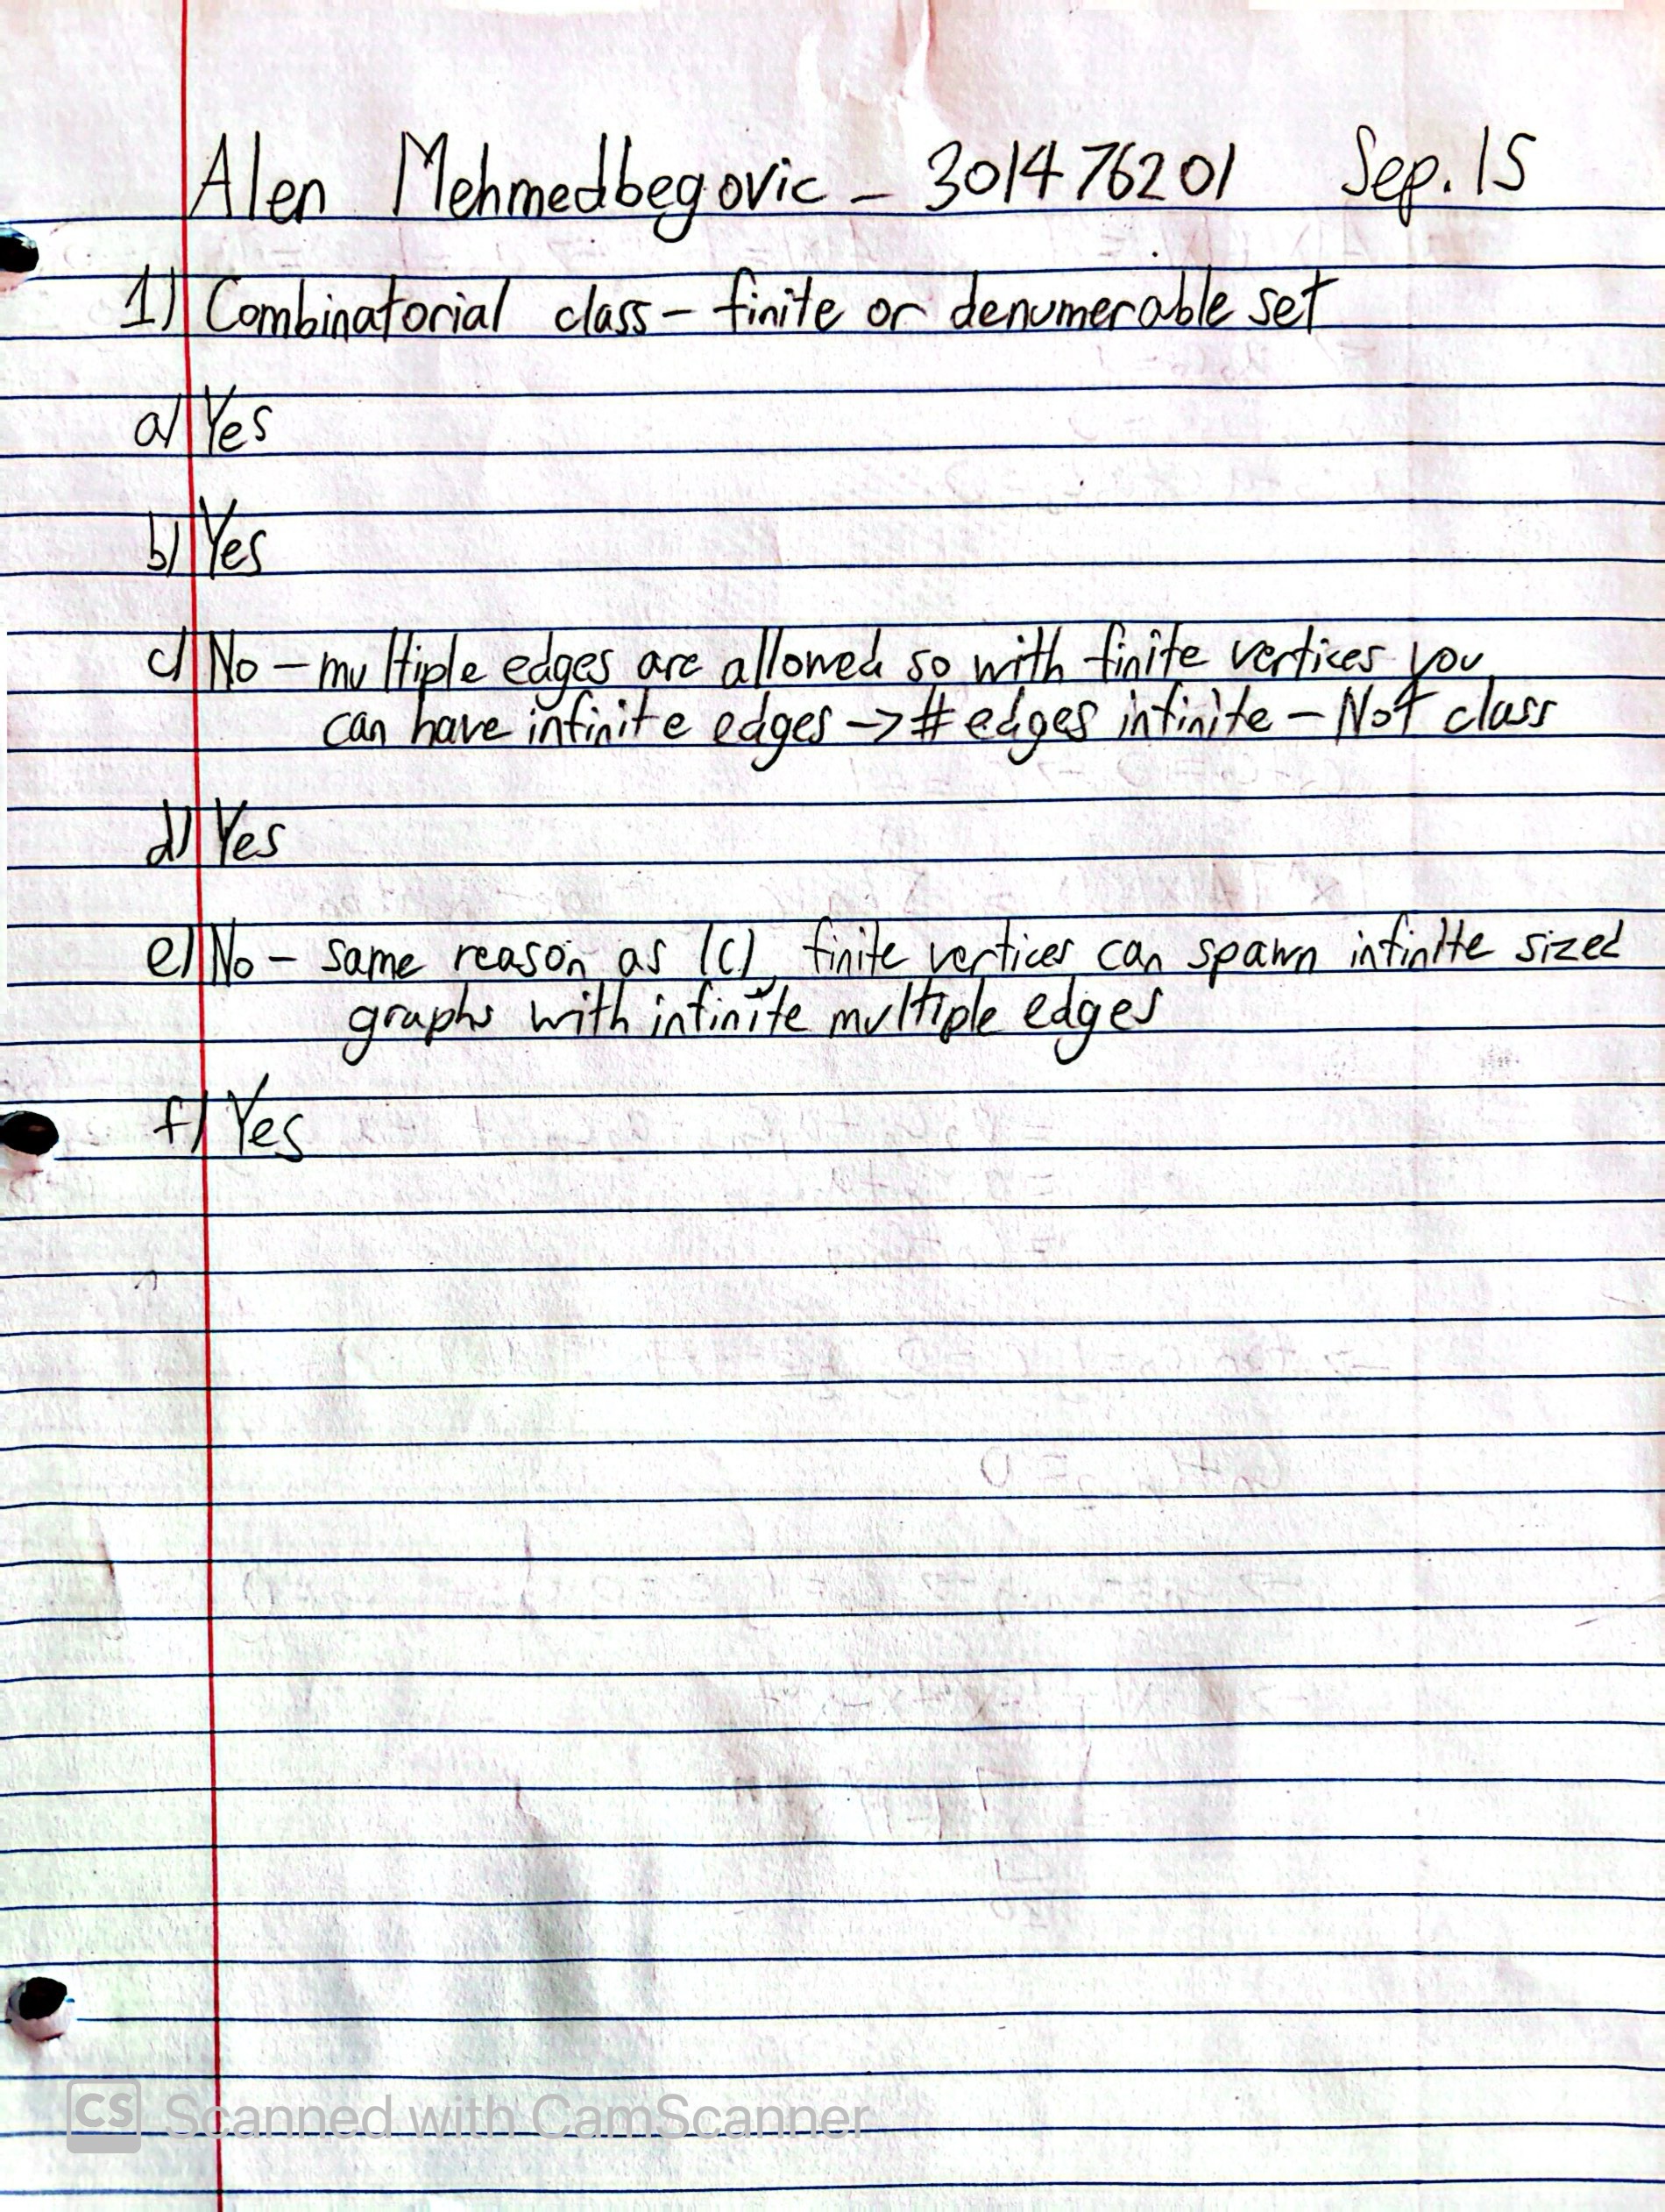 Alen Mehmedbegovic - 301476201 Sep. 15
1) Combinatorial class - finite or denumerable set
a) Yes
b) Yes
c) No - multiple edges are allowed so with finite vertices you
can have infinite edges -> # edges infinite - Not class
d) Yes
e) No - same reason as (c), finite vertices can spawn infinite sized
graphs with infinite multiple edges
f) Yes
CS Scanned with CamScanner